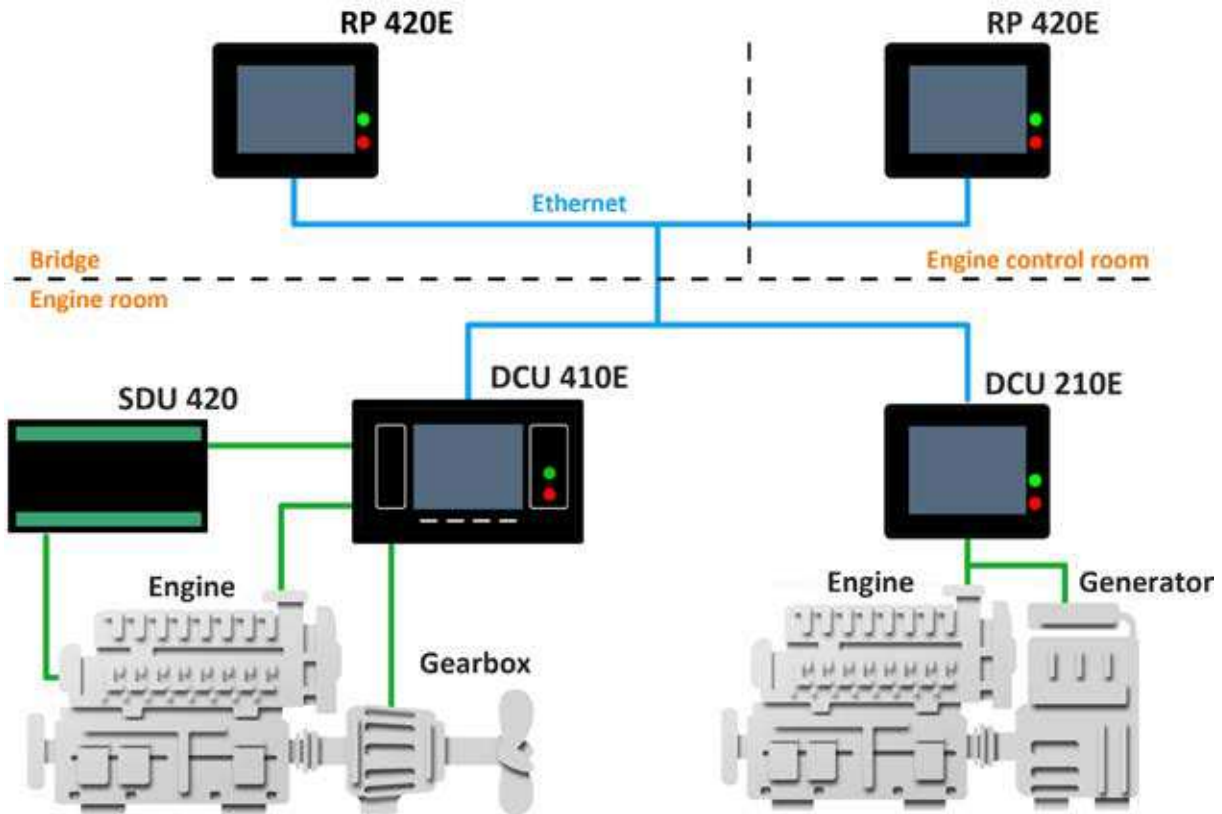 RP 420E
RP 420E
Ethernet
Bridge
Engine control room
Engine room
DCU 410E
DCU 210E
SDU 420
Engine
Engine
Generator
Gearbox